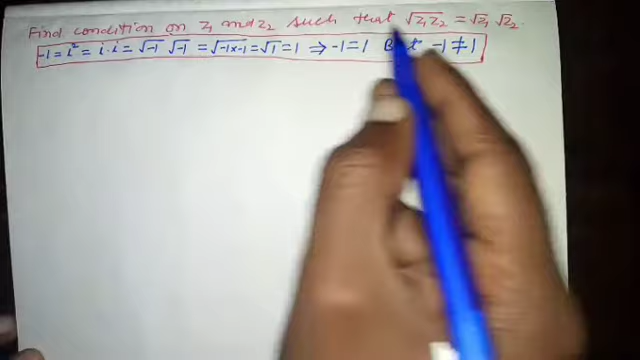 Find condition on z₁ and z₂ such that √z₁z₂ = √z₁ √z₂.
-1 = i² = i·i = √-1 √-1 = √-1×-1 = √1 = 1 ⇒ -1 = 1 -1 ≠ 1